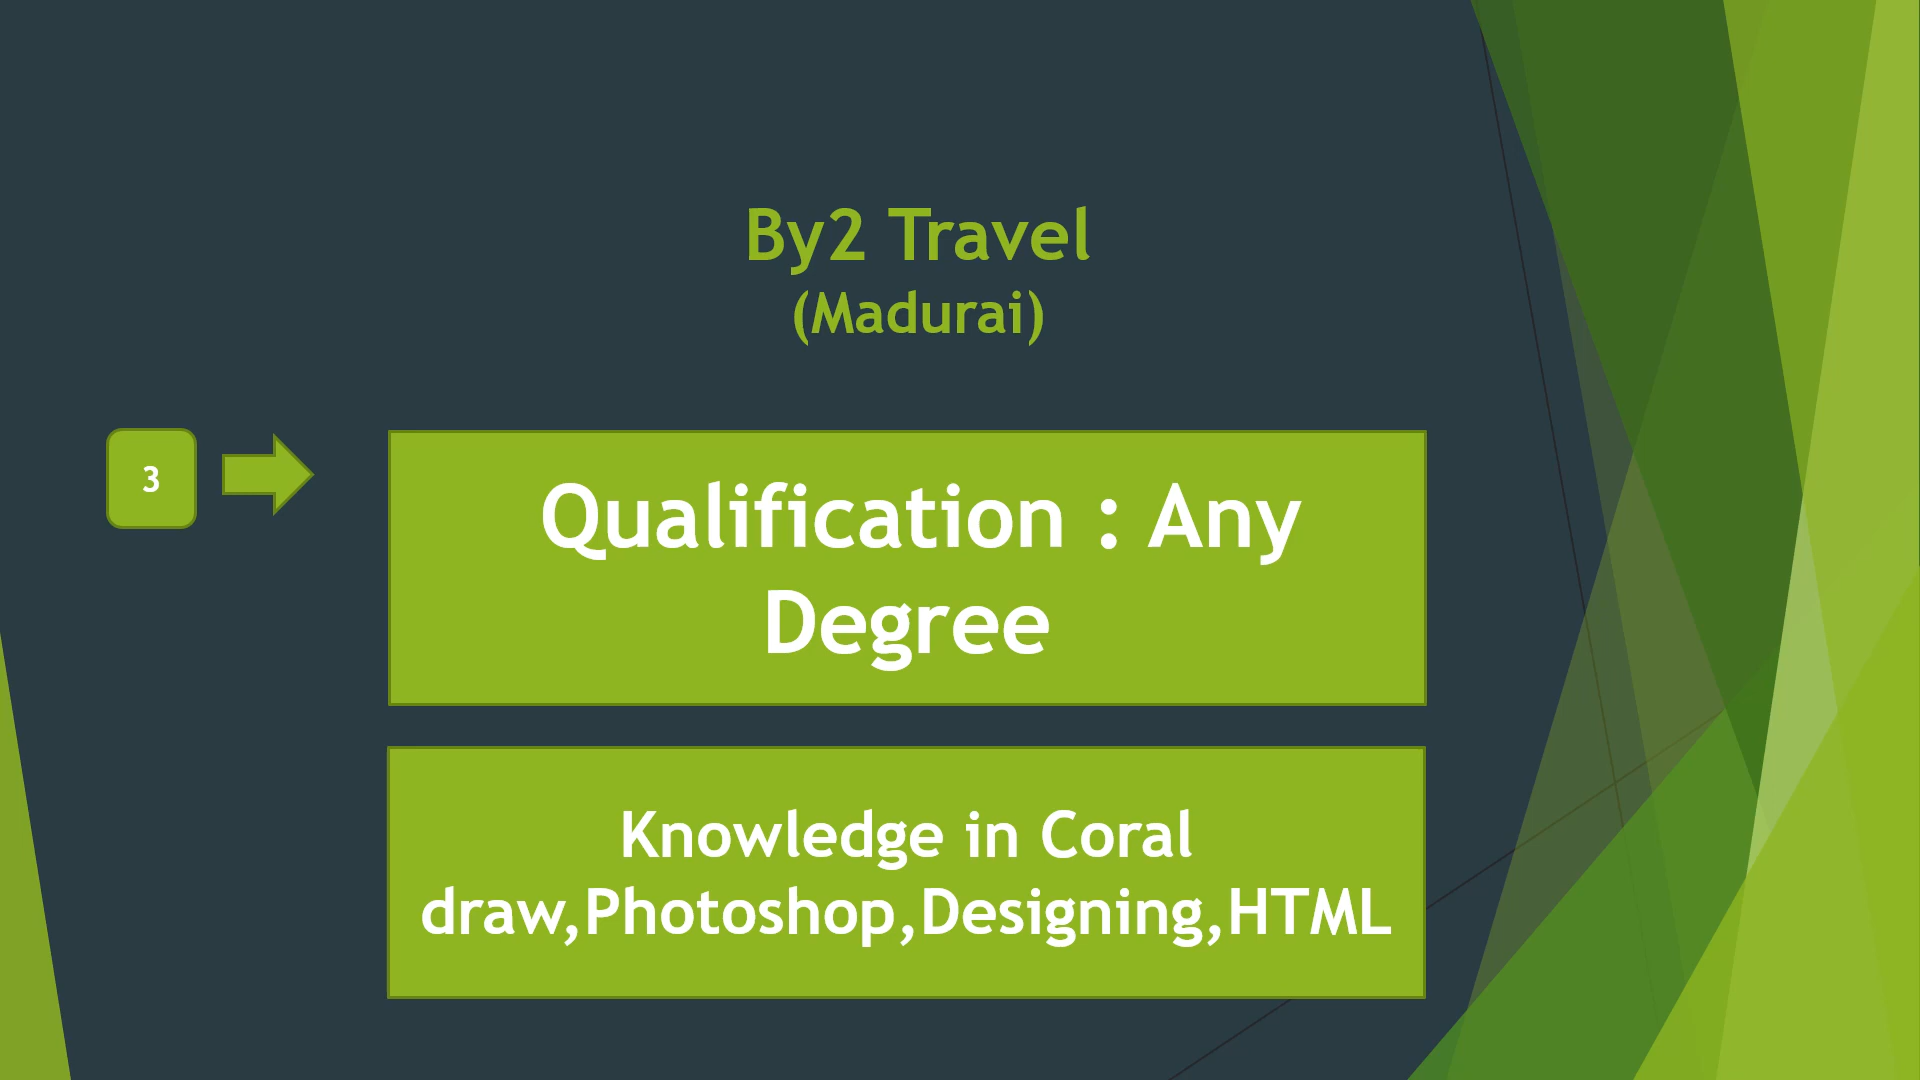 By2 Travel
(Madurai)
3
Qualification : Any
Degree
Knowledge in Coral
draw,Photoshop,Designing,HTML